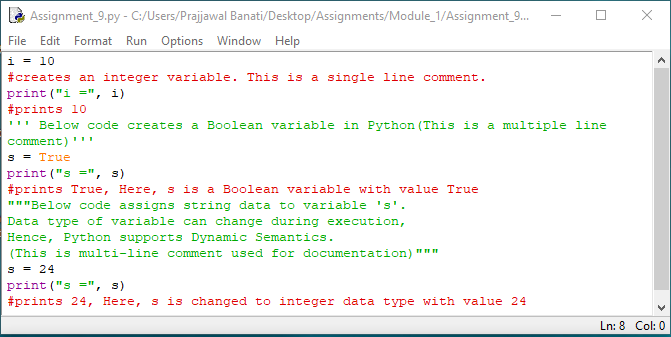 Assignment_9.py - C:/Users/Prajjawal Banati/Desktop/Assignments/Module_1/Assignment_9...
File Edit Format Run Options Window Help
i = 10
#creates an integer variable. This is a single line comment.
print("i =", i)
#prints 10
''' Below code creates a Boolean variable in Python(This is a multiple line
comment)'''
s = True
print("s =", s)
#prints True, Here, s is a Boolean variable with value True
"""Below code assigns string data to variable 's'.
Data type of variable can change during execution,
Hence, Python supports Dynamic Semantics.
(This is multi-line comment used for documentation)"""
s = 24
print("s =", s)
#prints 24, Here, s is changed to integer data type with value 24
Ln: 8 Col: 0